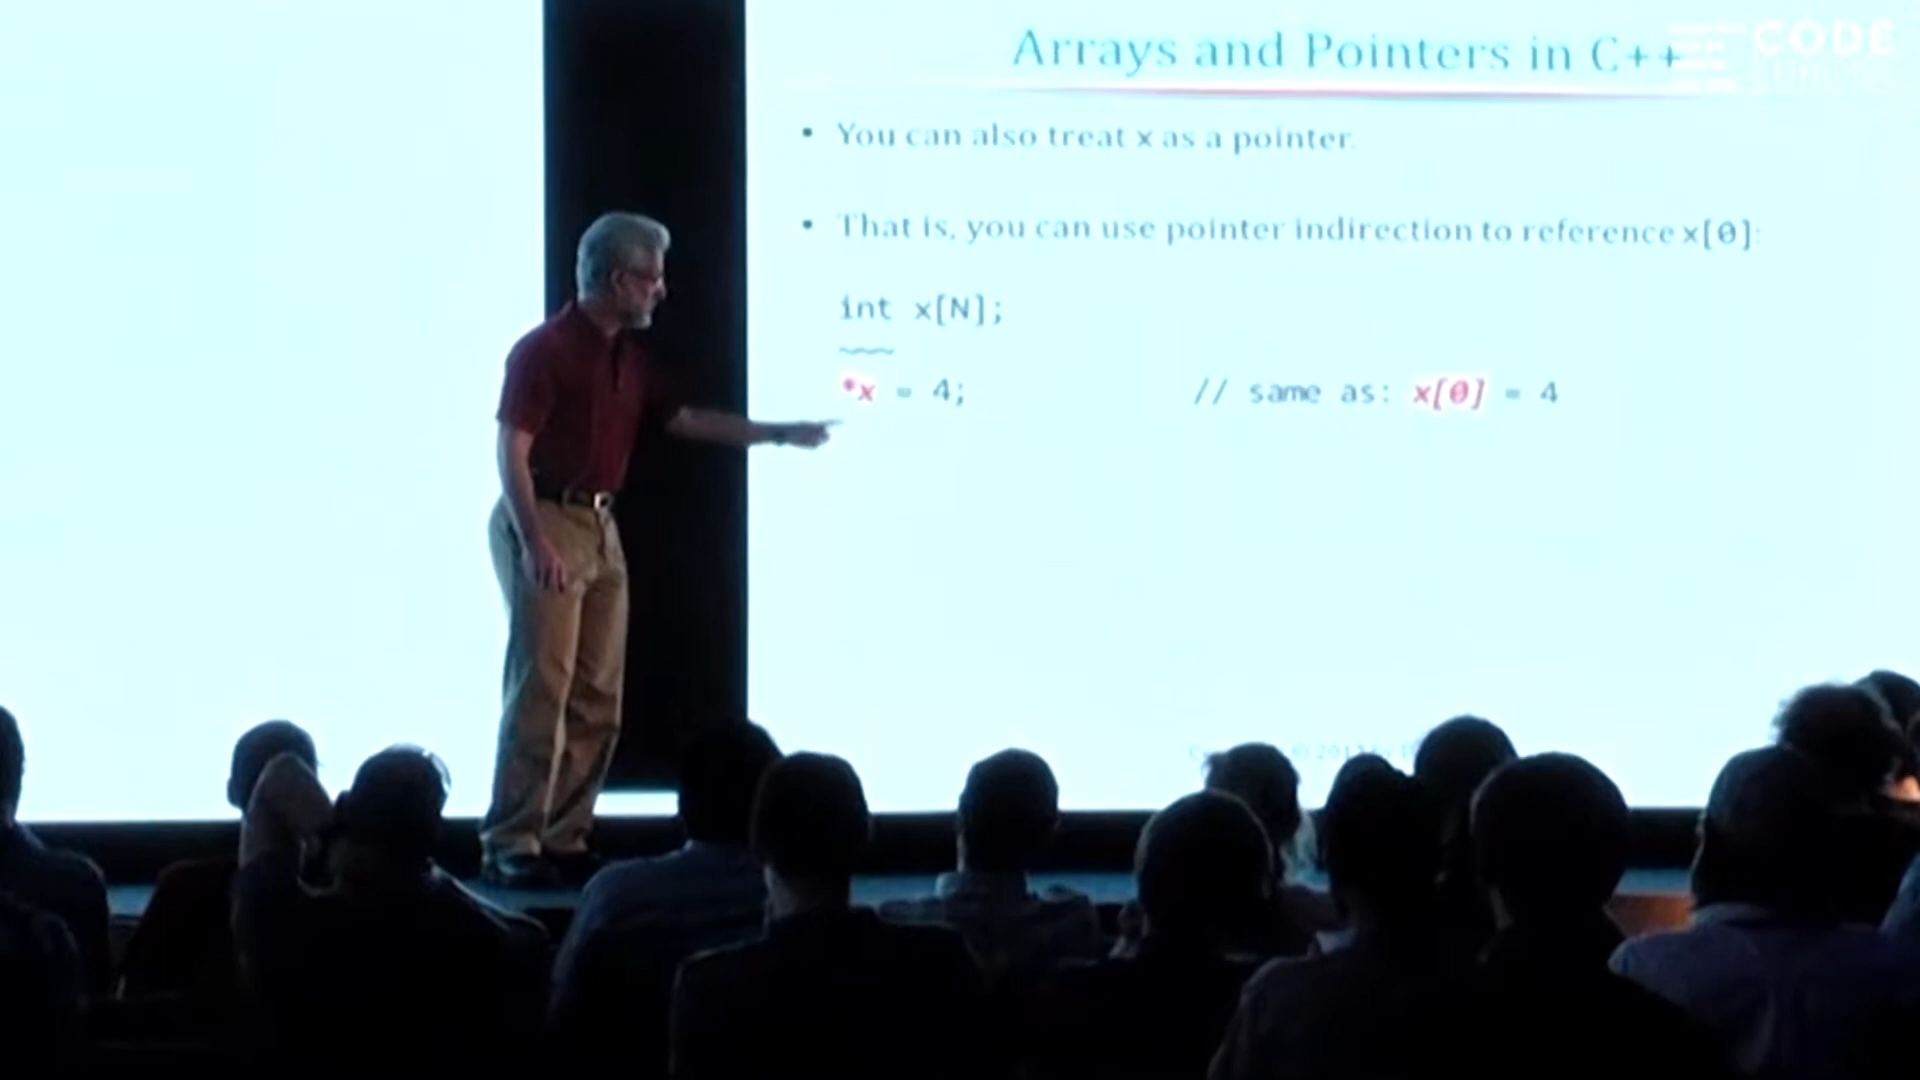 CODE
Arrays and Pointers in C++
• You can also treat x as a pointer.
• That is, you can use pointer indirection to reference x[0]:
int x[N];
~~~
*x = 4; // same as: x[0] = 4